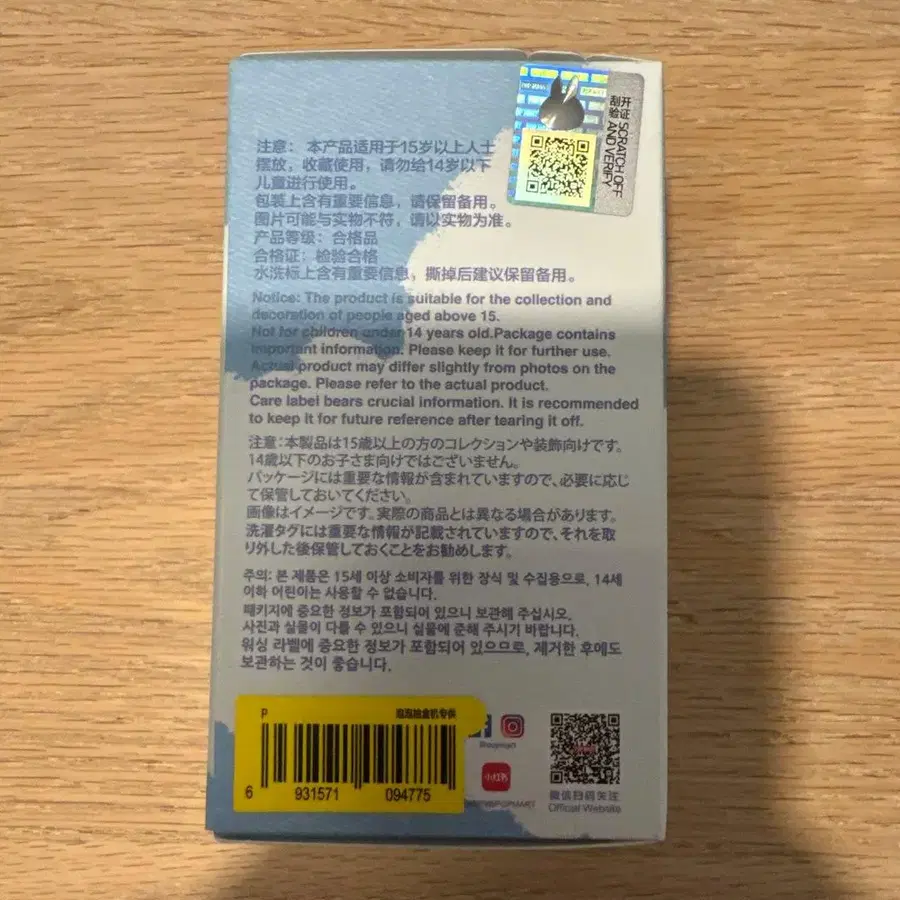 开证 SCRATCH OFF
刮验 AND VERIFY
注意： 本产品适用于15岁以上人士
摆放，收藏使用，请勿给14岁以下
儿童进行使用。
包装上含有重要信息，请保留备用。
图片可能与实物不符，请以实物为准。
产品等级：合格品
合格证：检验合格
水洗标上含有重要信息，撕掉后建议保留备用。
Notice: The product is suitable for the collection and
decoration of people aged above 15.
Not for children under 14 years old.Package contains
important information. Please keep it for further use.
Actual product may differ slightly from photos on the
package. Please refer to the actual product.
Care label bears crucial information. It is recommended
to keep it for future reference after tearing it off.
注意：本製品は15歳以上の方のコレクションや装飾向けです。
14歳以下のお子さま向けではございません。
パッケージには重要な情報が含まれていますので、必要に応じ
て保管しておいてください。
画像はイメージです。実際の商品とは異なる場合があります。
洗濯タグには重要な情報が記載されていますので、それを取
り外した後保管しておくことをお勧めします。
주의: 본 제품은 15세 이상 소비자를 위한 장식 및 수집용으로, 14세
이하 어린이는 사용할 수 없습니다.
패키지에 중요한 정보가 포함되어 있으니 보관해 주십시오.
사진과 실물이 다를 수 있으니 실물에 준해 주시기 바랍니다.
워싱 라벨에 중요한 정보가 포함되어 있으므로, 제거한 후에도
보관하는 것이 좋습니다.
P 泡泡抽盒机专供
6 931571 094775
小红书
微信扫码关注
Official Website